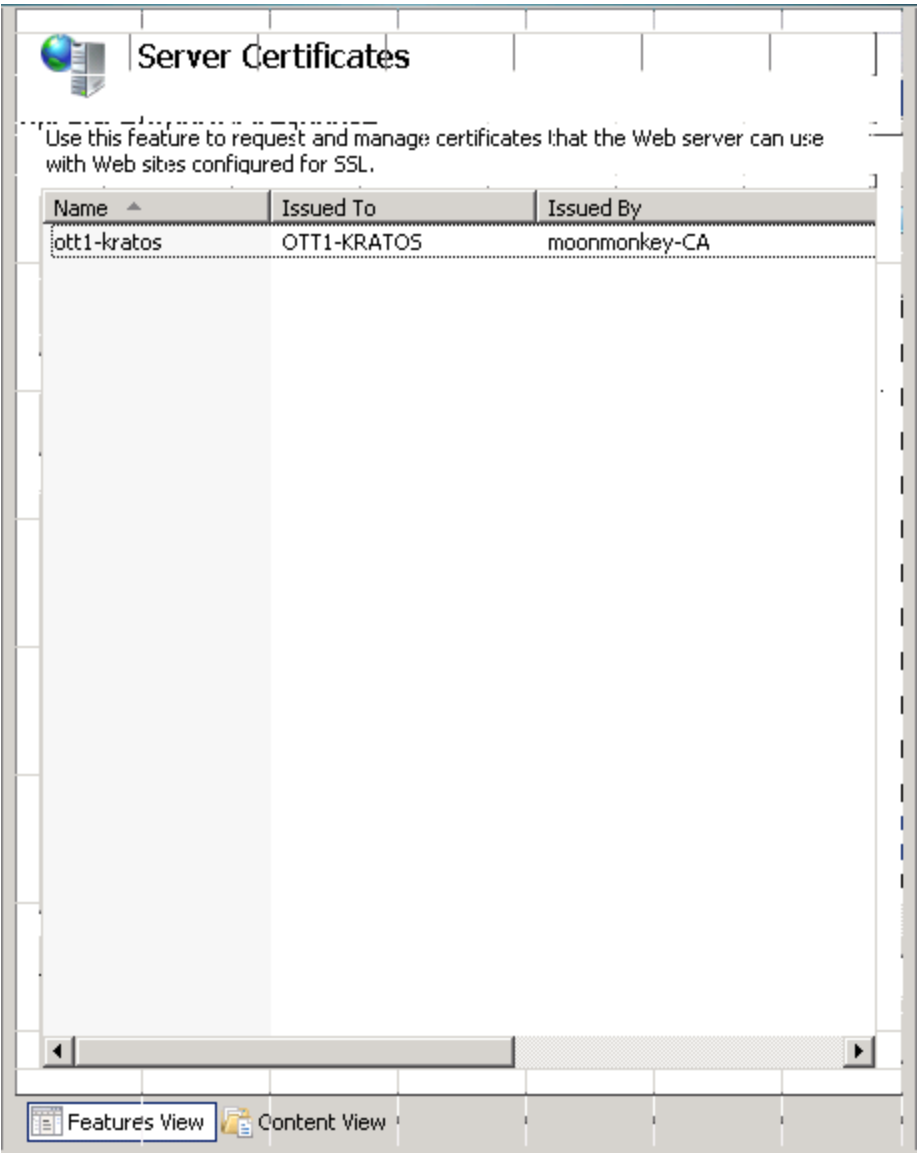 Server Certificates
Use this feature to request and manage certificates that the Web server can use
with Web sites configured for SSL.
Name Issued To Issued By
ott1-kratos OTT1-KRATOS moonmonkey-CA
Features View Content View